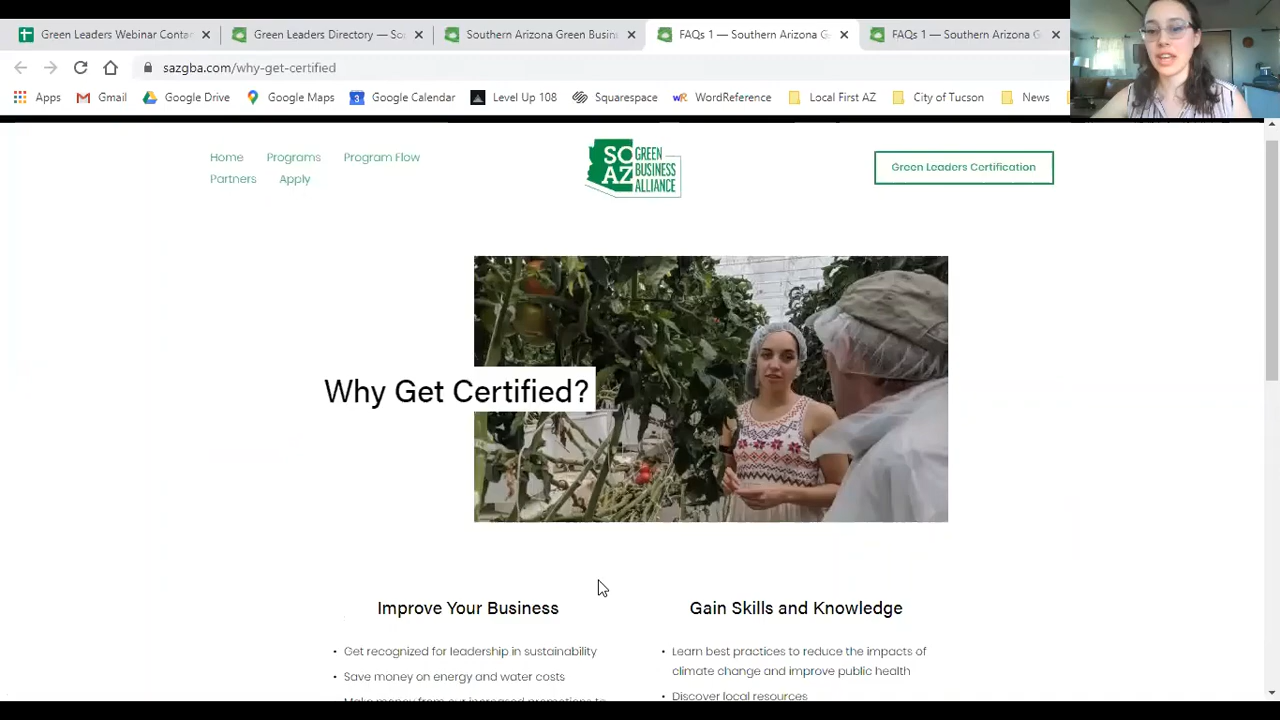 Green Leaders Webinar Conte
Green Leaders Directory — So
Southern Arizona Green Busin
FAQs 1 — Southern Arizona G
FAQs 1 — Southern Arizona G
sazgba.com/why-get-certified
Apps
Gmail
Google Drive
Google Maps
3
Google Calendar
Level Up 108
Squarespace
WR
WordReference
Local First AZ
City of Tucson
News
Home
Programs
Program Flow
Partners
Apply
SO
AZ
GREEN
BUSINESS
ALLIANCE
Green Leaders Certification
Why Get Certified?
Improve Your Business
• Get recognized for leadership in sustainability
• Save money on energy and water costs
Make money from our increased promotions to
Gain Skills and Knowledge
• Learn best practices to reduce the impacts of
climate change and improve public health
• Discover local resources